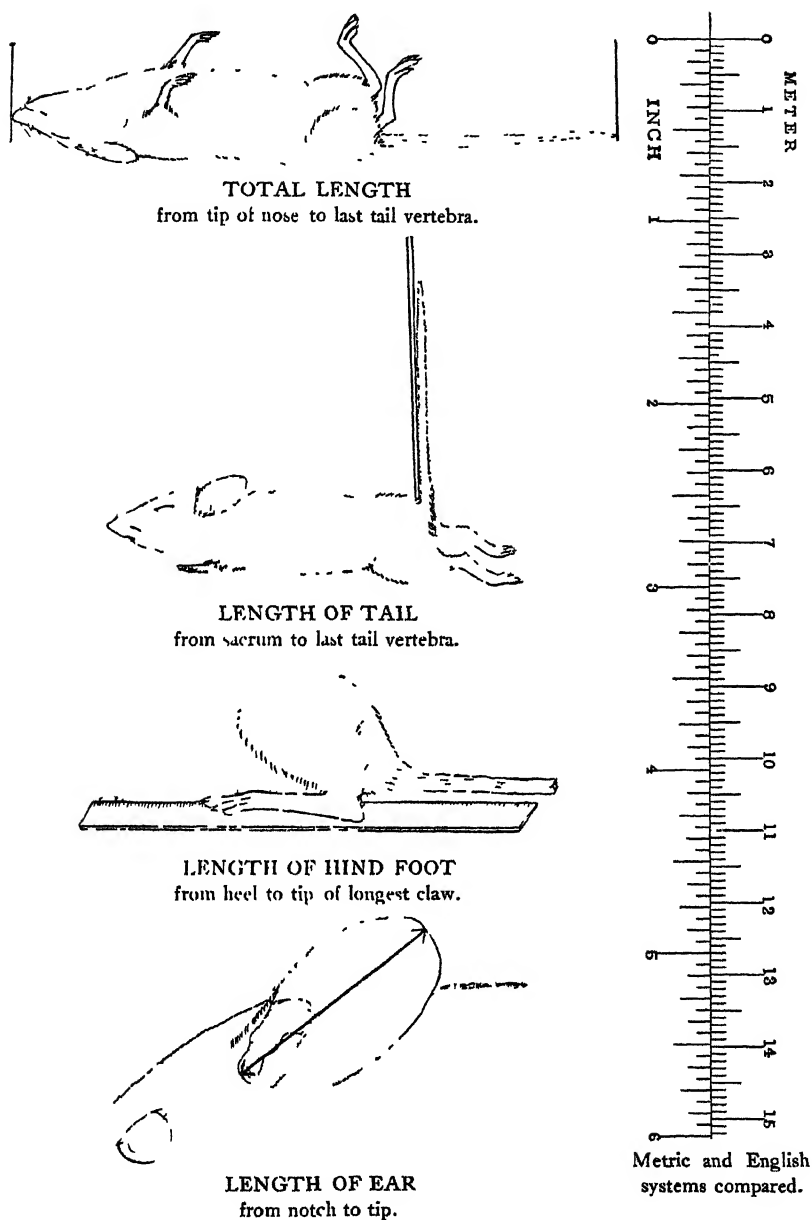 TOTAL LENGTH
from tip of nose to last tail vertebra.
LENGTH OF TAIL
from sacrum to last tail vertebra.
LENGTH OF HIND FOOT
from heel to tip of longest claw.
LENGTH OF EAR
from notch to tip.
INCH
0
1
2
3
4
5
6
METER
0
1
2
3
4
5
6
7
8
9
10
11
12
13
14
15
Metric and English
systems compared.